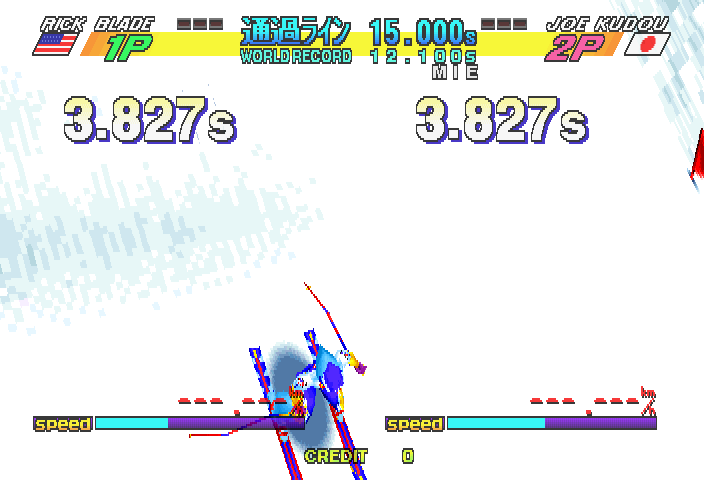 RICK BLADE 通過ライン 15.000s JOE KUDOU
1P WORLD RECORD 12.100s 2P
MIE
3.827s 3.827s
km/h
speed speed
CREDIT 0